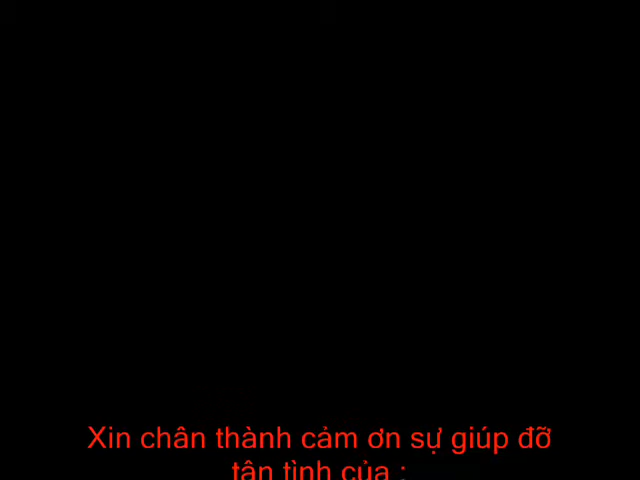 Xin chân thành cảm ơn sự giúp đỡ
tận tình của :